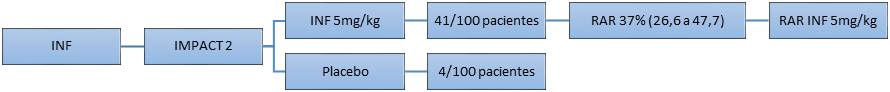 INF
IMPACT 2
INF 5mg/kg
41/100 pacientes
RAR 37% (26,6 a 47,7)
RAR INF 5mg/kg
Placebo
4/100 pacientes